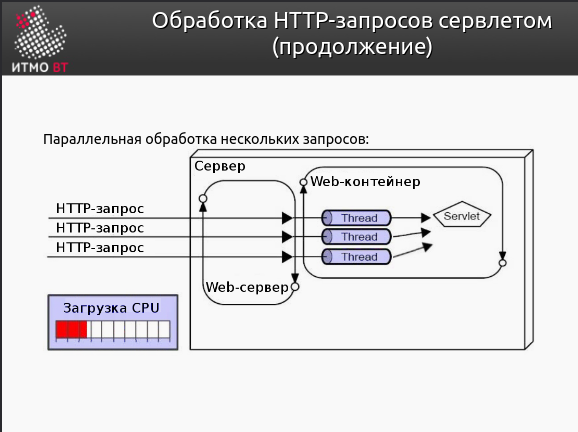 Обработка HTTP-запросов сервлетом
(продолжение)
ИТМО ВТ
Параллельная обработка нескольких запросов:
Сервер
Web-контейнер
HTTP-запрос
HTTP-запрос
HTTP-запрос
Thread
Thread
Thread
Servlet
Web-сервер
Загрузка CPU